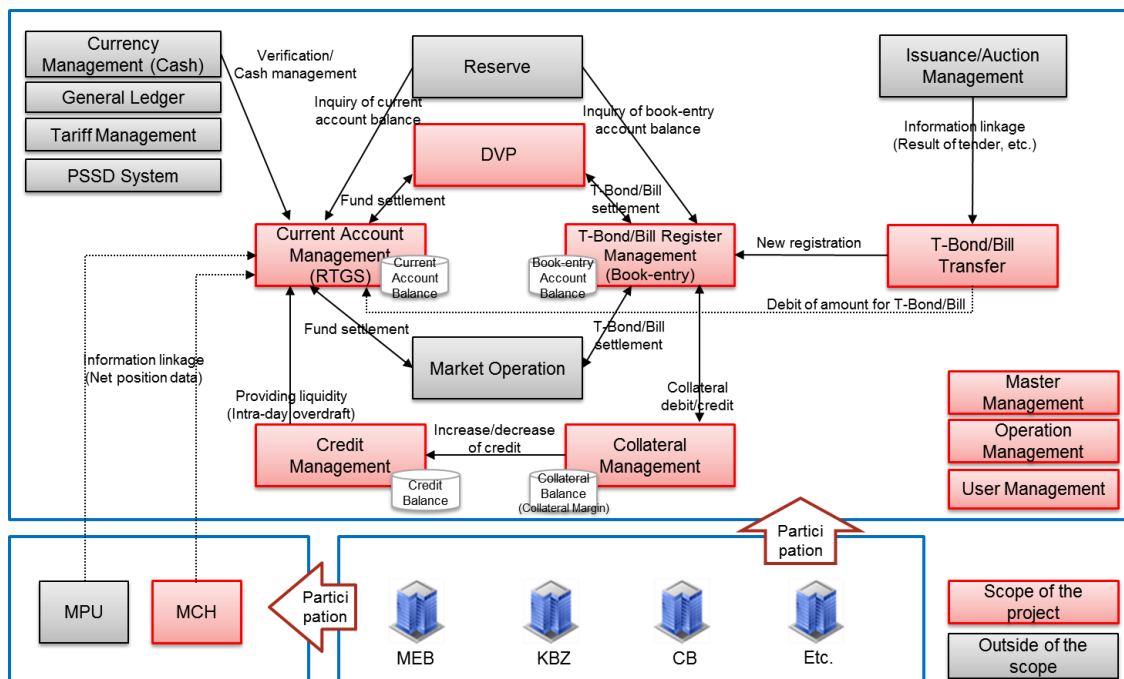 Currency
Management (Cash)
General Ledger
Tariff Management
PSSD System
Verification/
Cash management
Reserve
Issuance/Auction
Management
Inquiry of current
account balance
Inquiry of book-entry
account balance
Information linkage
(Result of tender, etc.)
DVP
Fund settlement
T-Bond/Bill
settlement
Current Account
Management
(RTGS)
Current
Account
Balance
T-Bond/Bill Register
Management
(Book-entry)
Book-entry
Account
Balance
New registration
T-Bond/Bill
Transfer
Debit of amount for T-Bond/Bill
Fund settlement
T-Bond/Bill
settlement
Market Operation
Information linkage
(Net position data)
Providing liquidity
(Intra-day overdraft)
Collateral
debit/credit
Credit
Management
Credit
Balance
Increase/decrease
of credit
Collateral
Management
Collateral
Balance
(Collateral Margin)
Master
Management
Operation
Management
User Management
Partici
pation
MPU
MCH
Partici
pation
MEB
KBZ
CB
Etc.
Scope of the
project
Outside of the
scope